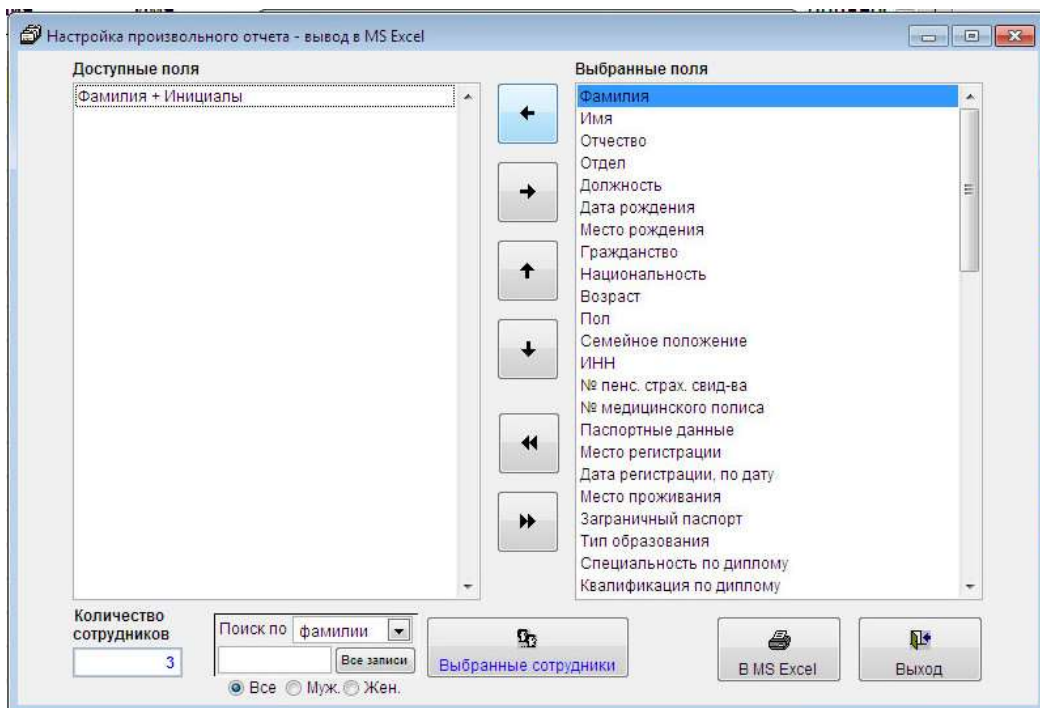 Настройка произвольного отчета - вывод в MS Excel
Доступные поля
Выбранные поля
Фамилия + Инициалы
Фамилия
Имя
Отчество
Отдел
Должность
Дата рождения
Место рождения
Гражданство
Национальность
Возраст
Пол
Семейное положение
ИНН
№ пенс. страх. свид-ва
№ медицинского полиса
Паспортные данные
Место регистрации
Дата регистрации, по дату
Место проживания
Заграничный паспорт
Тип образования
Специальность по диплому
Квалификация по диплому
Количество
сотрудников
3
Поиск по фамилии
Все записи
Все Муж. Жен.
Выбранные сотрудники
В MS Excel
Выход